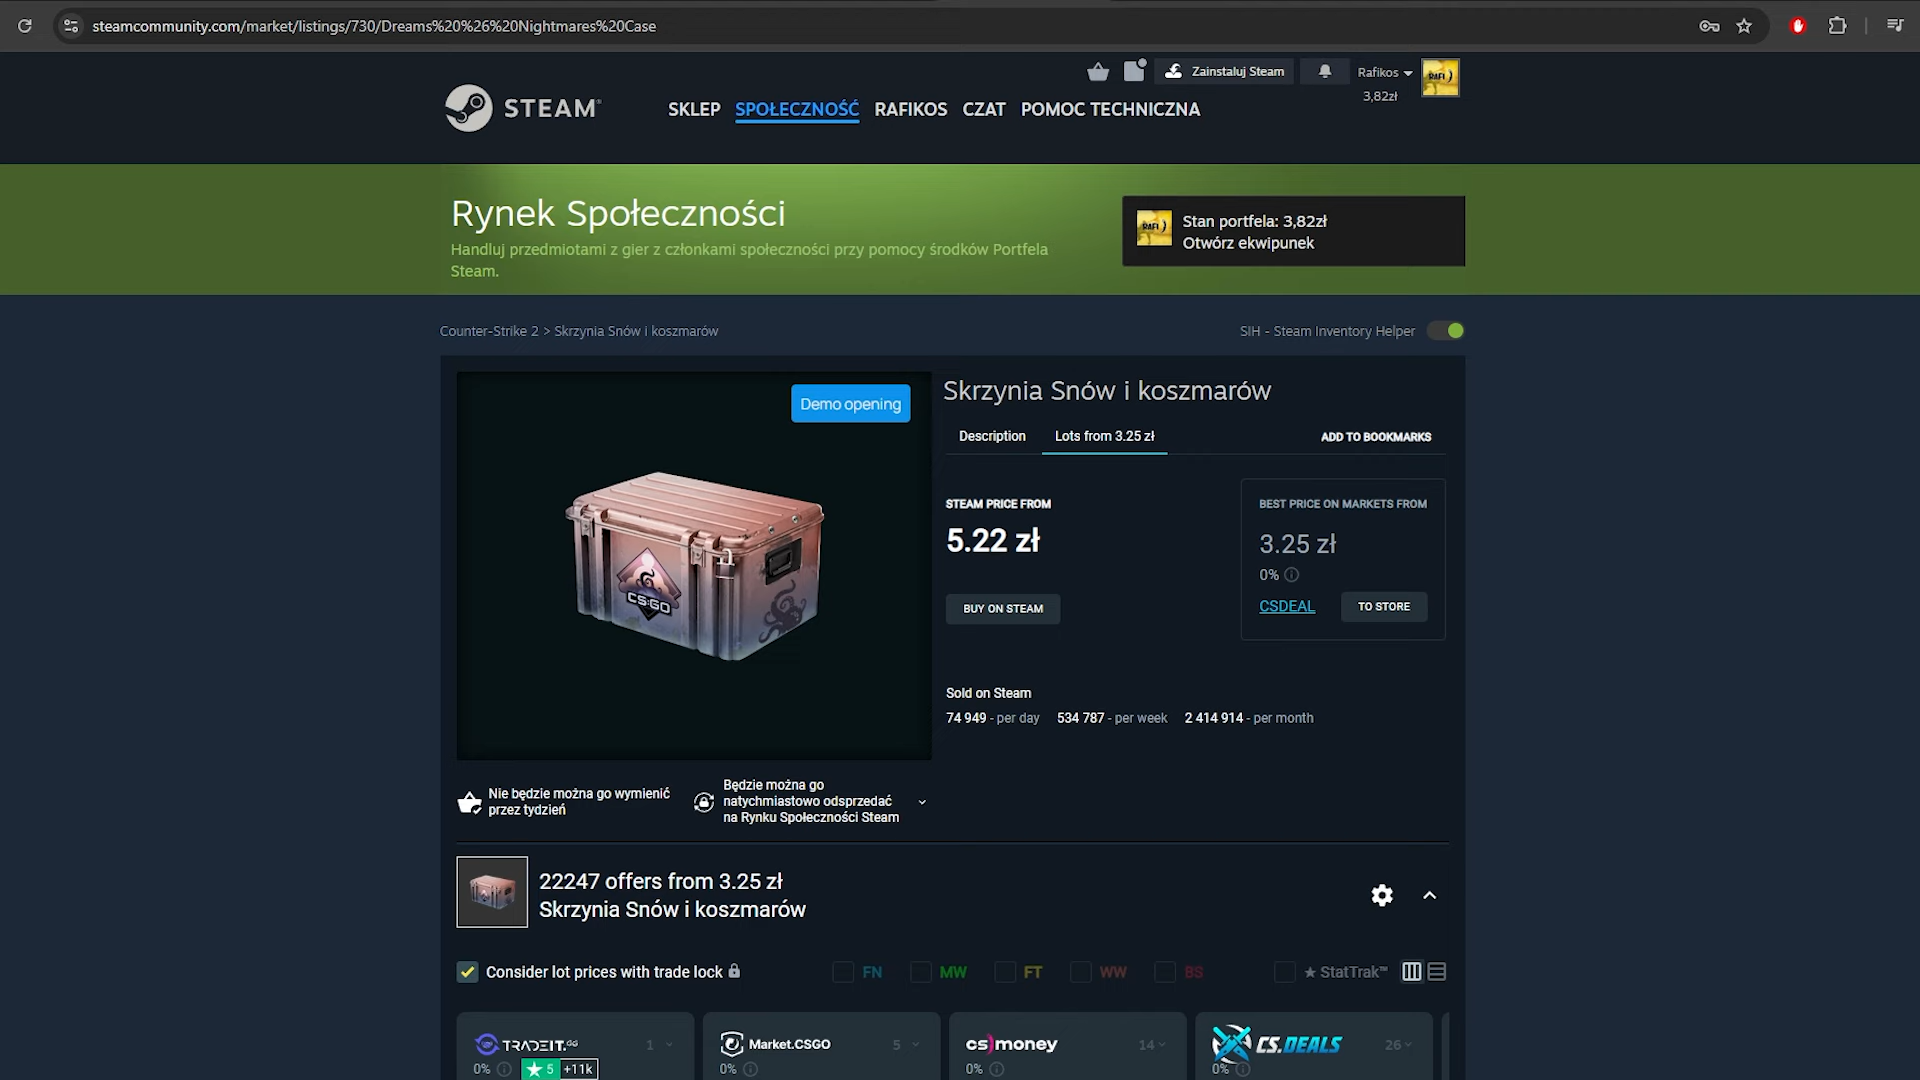 steamcommunity.com/market/listings/730/Dreams%20%26%20Nightmares%20Case
Zainstaluj Steam
Rafikos
3,82zł
RAFI )
STEAM®
SKLEP SPOŁECZNOŚĆ RAFIKOS CZAT POMOC TECHNICZNA
Rynek Społeczności
Handluj przedmiotami z gier z członkami społeczności przy pomocy środków Portfela
Steam.
RAFI )
Stan portfela: 3,82zł
Otwórz ekwipunek
Counter-Strike 2 > Skrzynia Snów i koszmarów
SIH - Steam Inventory Helper
Demo opening
CS:GO
Skrzynia Snów i koszmarów
Description Lots from 3.25 zł ADD TO BOOKMARKS
STEAM PRICE FROM
5.22 zł
BUY ON STEAM
BEST PRICE ON MARKETS FROM
3.25 zł
0%
CSDEAL TO STORE
Sold on Steam
74 949 - per day 534 787 - per week 2 414 914 - per month
Nie będzie można go wymienić
przez tydzień
Będzie można go
natychmiastowo odsprzedać
na Rynku Społeczności Steam
22247 offers from 3.25 zł
Skrzynia Snów i koszmarów
Consider lot prices with trade lock FN MW FT WW BS ★ StatTrak™
TRADEIT.GG 1
0% ★ 5 +11k
Market.CSGO 5
0%
cs)money 14
0%
CS.DEALS 26
0%